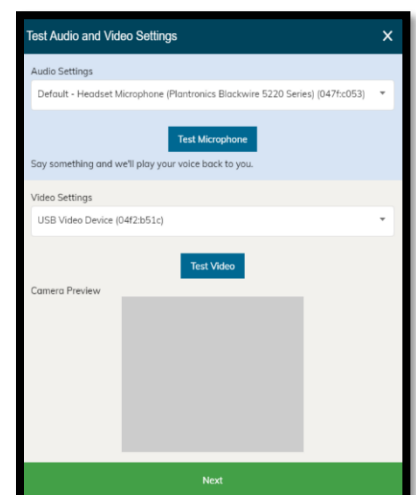 Test Audio and Video Settings
Audio Settings
Default - Headset Microphone (Plantronics Blackwire 5220 Series) (047f:c053)
Test Microphone
Say something and we'll play your voice back to you.
Video Settings
USB Video Device (04f2:b51c)
Test Video
Camera Preview
Next